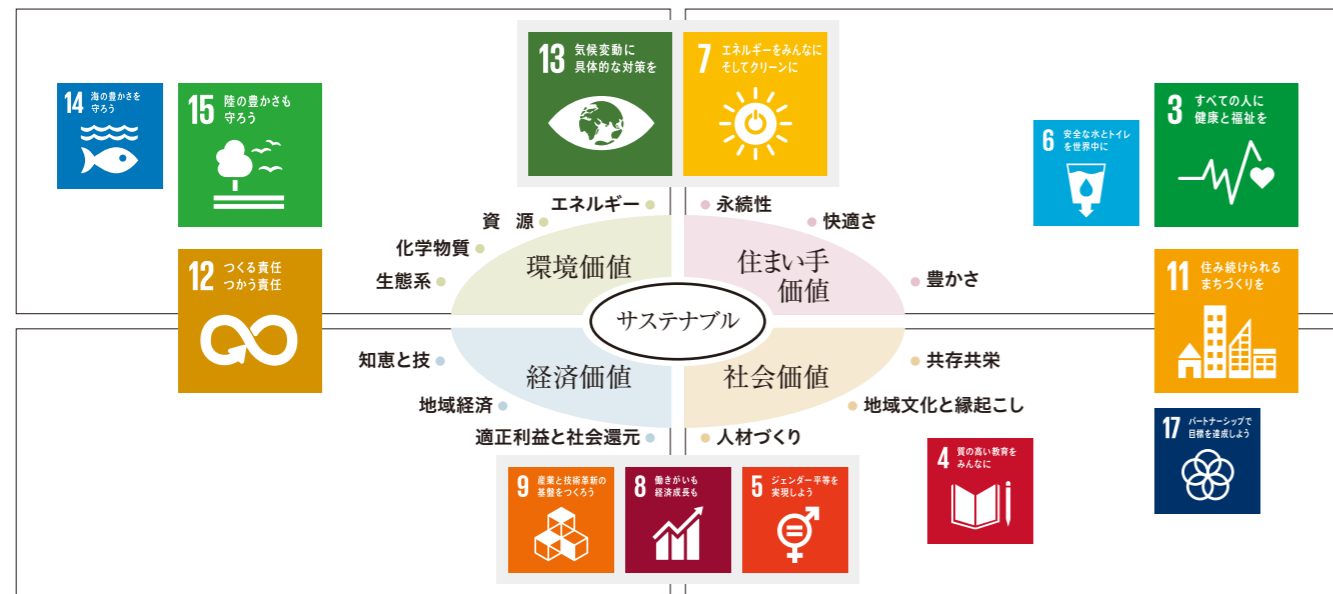 13 気候変動に
具体的な対策を
7 エネルギーをみんなに
そしてクリーンに
14 海の豊かさを
守ろう
15 陸の豊かさも
守ろう
6 安全な水とトイレ
を世界中に
3 すべての人に
健康と福祉を
エネルギー
資 源
化学物質
生態系
環境価値
永続性
快適さ
豊かさ
住まい手
価値
12 つくる責任
つかう責任
11 住み続けられる
まちづくりを
サステナブル
知恵と技
地域経済
適正利益と社会還元
経済価値
社会価値
共存共栄
地域文化と縁起こし
人材づくり
9 産業と技術革新の
基盤をつくろう
8 働きがいも
経済成長も
5 ジェンダー平等を
実現しよう
4 質の高い教育を
みんなに
17 パートナーシップで
目標を達成しよう